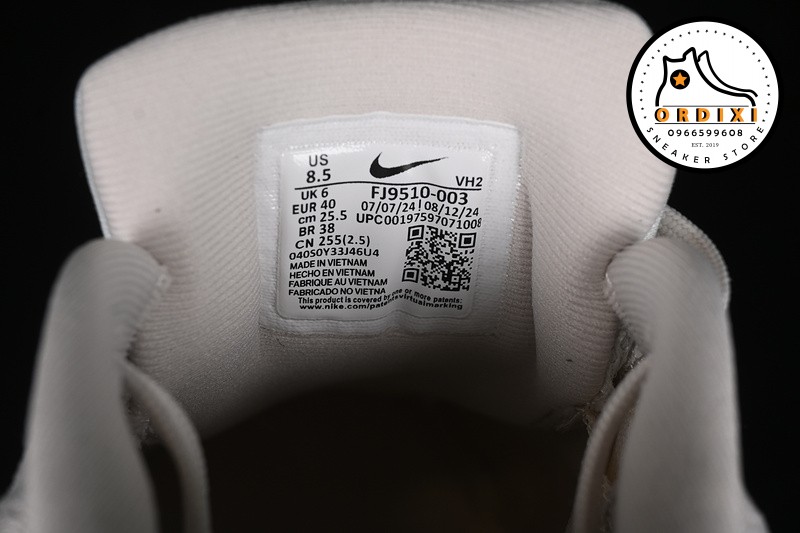 US
8.5
VH2
UK 6
FJ9510-003
EUR 40
07/07/24 ! 08/12/24
cm 25.5
UPC00197597071008
BR 38
CN 255(2.5)
0405OY33J46U4
MADE IN VIETNAM
HECHO EN VIETNAM
FABRIQUE AU VIETNAM
FABRICADO NO VIETNA
This product is covered by one or more patents:
www.nike.com/patentsvirtualmarking
ORDIXI
0966599608
EST. 2019
SNEAKER STORE